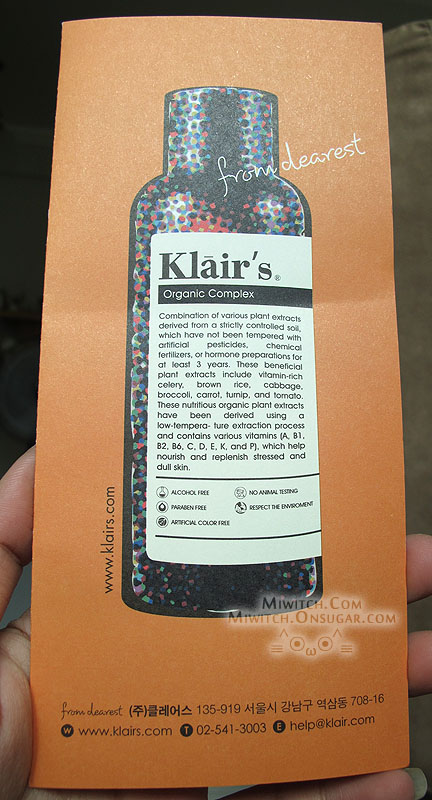 from dearest
Klāir's®
Organic Complex
Combination of various plant extracts
derived from a strictly controlled soil,
which have not been tempered with
artificial pesticides, chemical
fertilizers, or hormone preparations for
at least 3 years. These beneficial
plant extracts include vitamin-rich
celery, brown rice, cabbage,
broccoli, carrot, turnip, and tomato.
These nutritious organic plant extracts
have been derived using a
low-tempera- ture extraction process
and contains various vitamins (A, B1,
B2, B6, C, D, E, K, and P), which help
nourish and replenish stressed and
dull skin.
ALCOHOL FREE NO ANIMAL TESTING
PARABEN FREE RESPECT THE ENVIROMENT
ARTIFICIAL COLOR FREE
www.klairs.com
Miwitch.Com
Miwitch.Onsugar.com
from dearest (주)클레어스 135-919 서울시 강남구 역삼동 708-16
W www.klairs.com T 02-541-3003 E help@klair.com